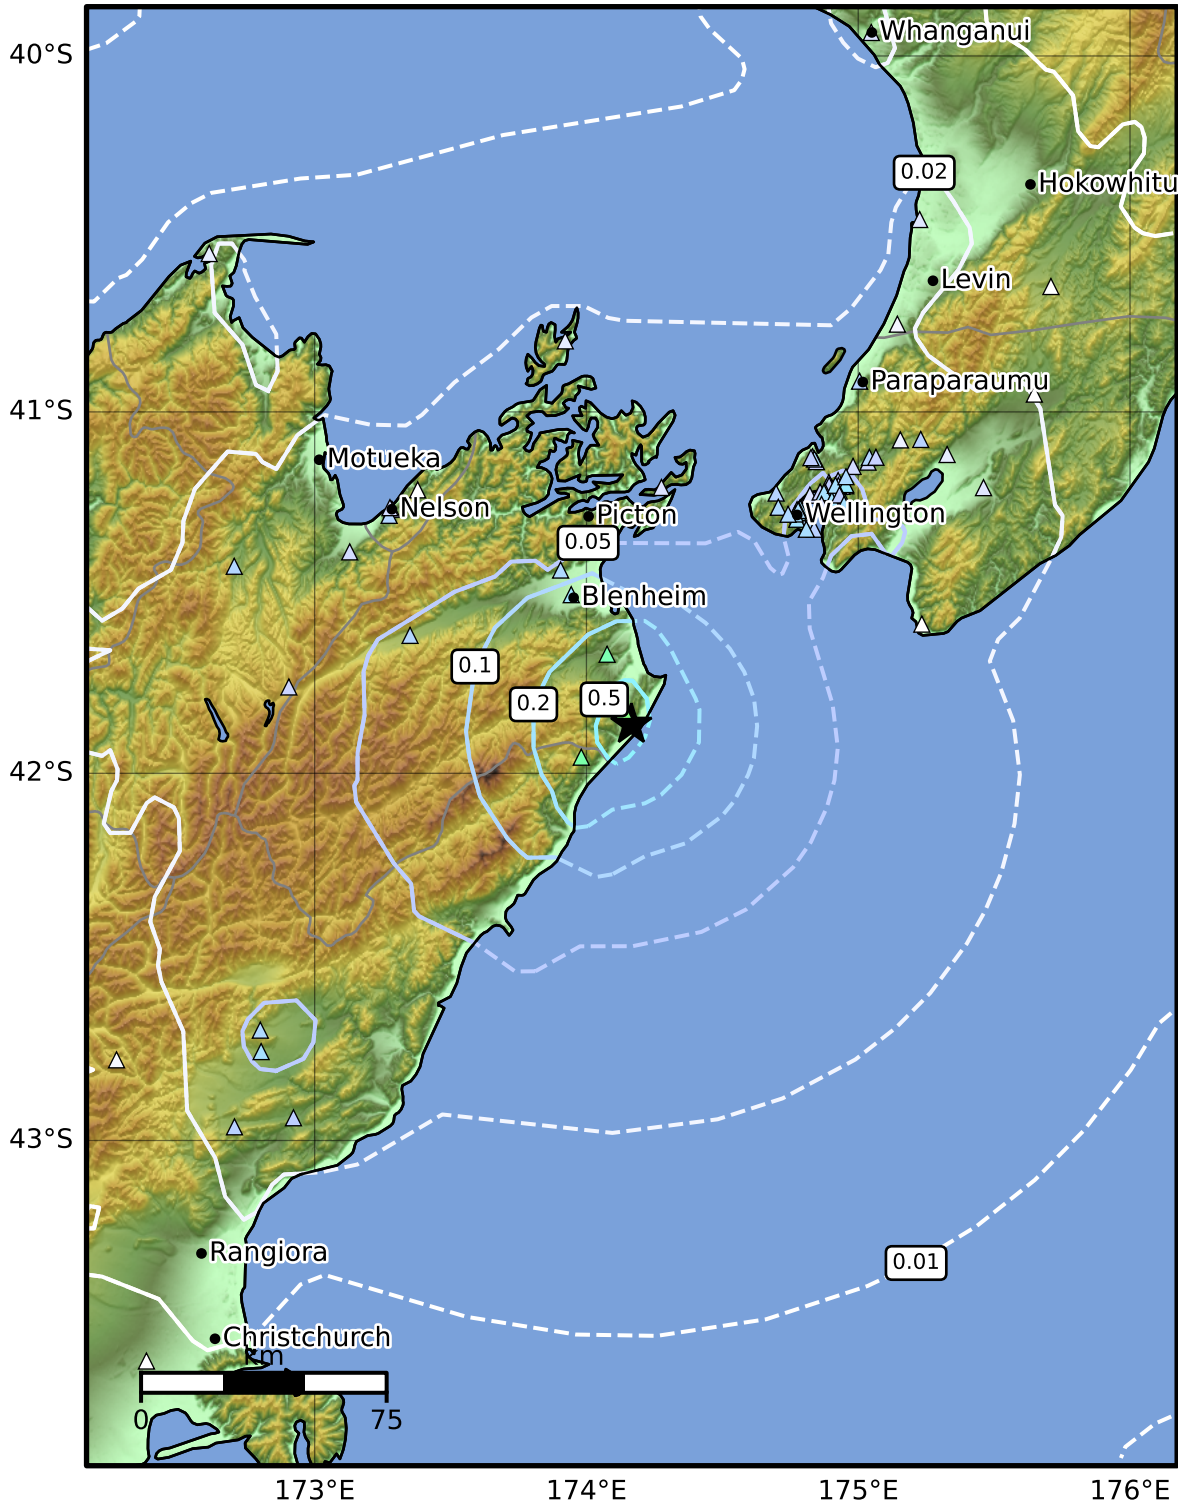 40°S
Whanganui
0.02
Hokowhitu
Levin
Paraparaumu
41°S
Motueka
Nelson
Picton
Wellington
0.05
Blenheim
0.1
0.2
0.5
42°S
43°S
Rangiora
0.01
Christchurch
km
0
75
173°E
174°E
175°E
176°E